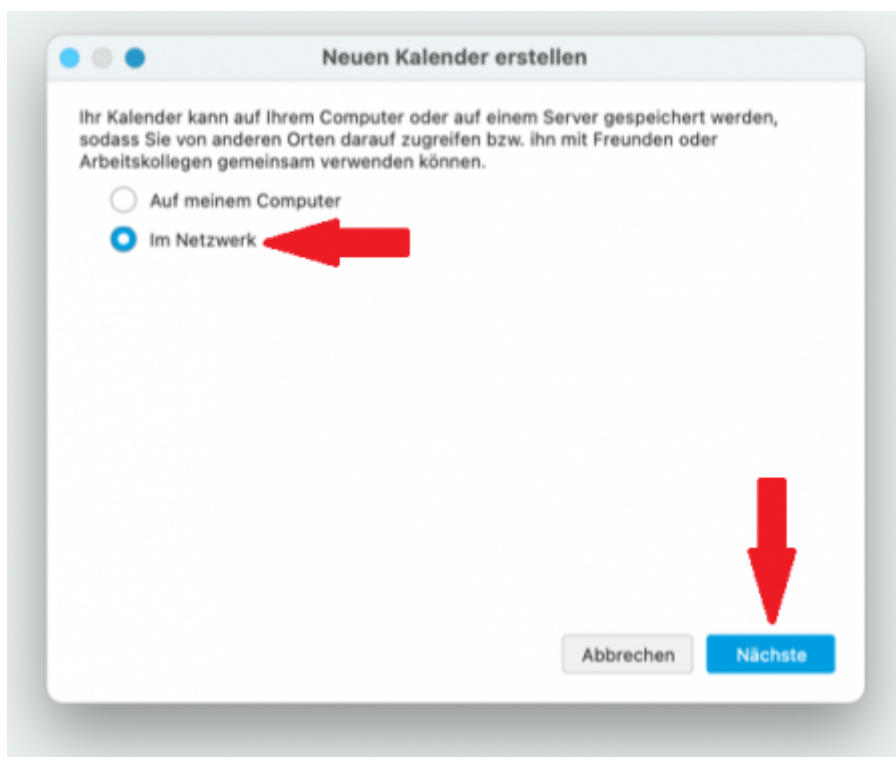 Neuen Kalender erstellen
Ihr Kalender kann auf Ihrem Computer oder auf einem Server gespeichert werden,
sodass Sie von anderen Orten darauf zugreifen bzw. ihn mit Freunden oder
Arbeitskollegen gemeinsam verwenden können.
Auf meinem Computer
Im Netzwerk
Abbrechen Nächste